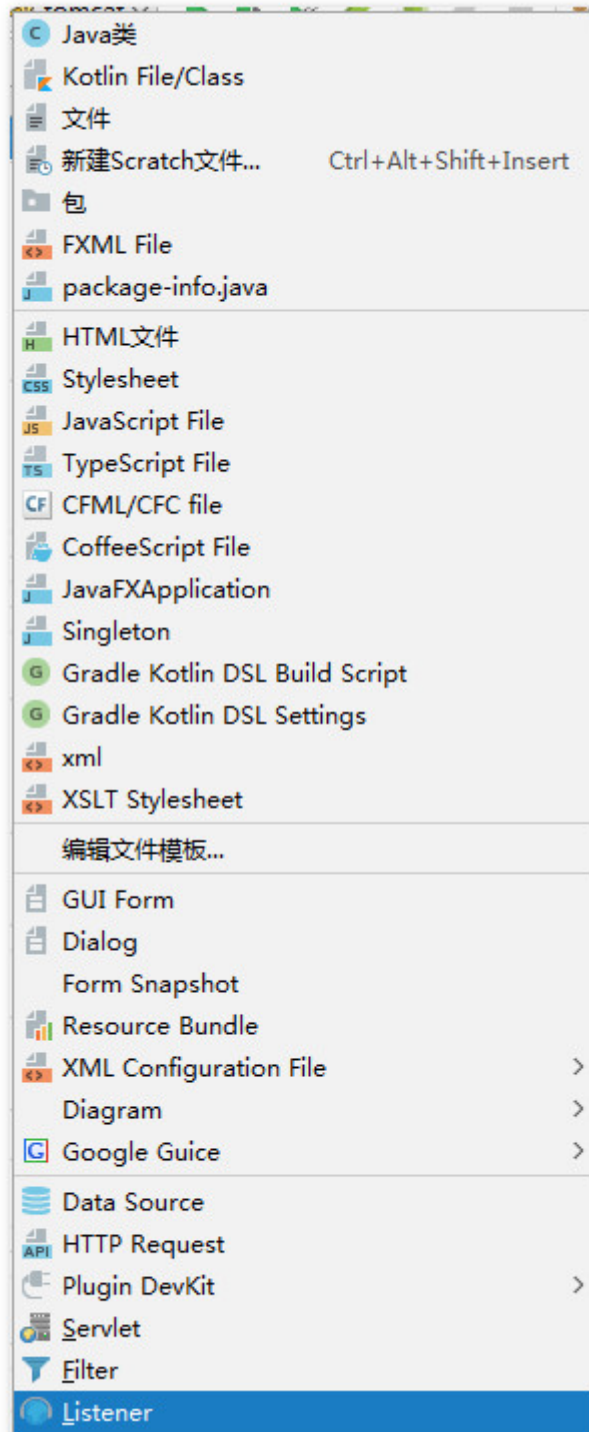 Java类
Kotlin File/Class
文件
新建Scratch文件... Ctrl+Alt+Shift+Insert
包
FXML File
package-info.java
HTML文件
Stylesheet
JavaScript File
TypeScript File
CFML/CFC file
CoffeeScript File
JavaFXApplication
Singleton
Gradle Kotlin DSL Build Script
Gradle Kotlin DSL Settings
xml
XSLT Stylesheet
编辑文件模板...
GUI Form
Dialog
Form Snapshot
Resource Bundle
XML Configuration File
Diagram
Google Guice
Data Source
HTTP Request
Plugin DevKit
Servlet
Filter
Listener